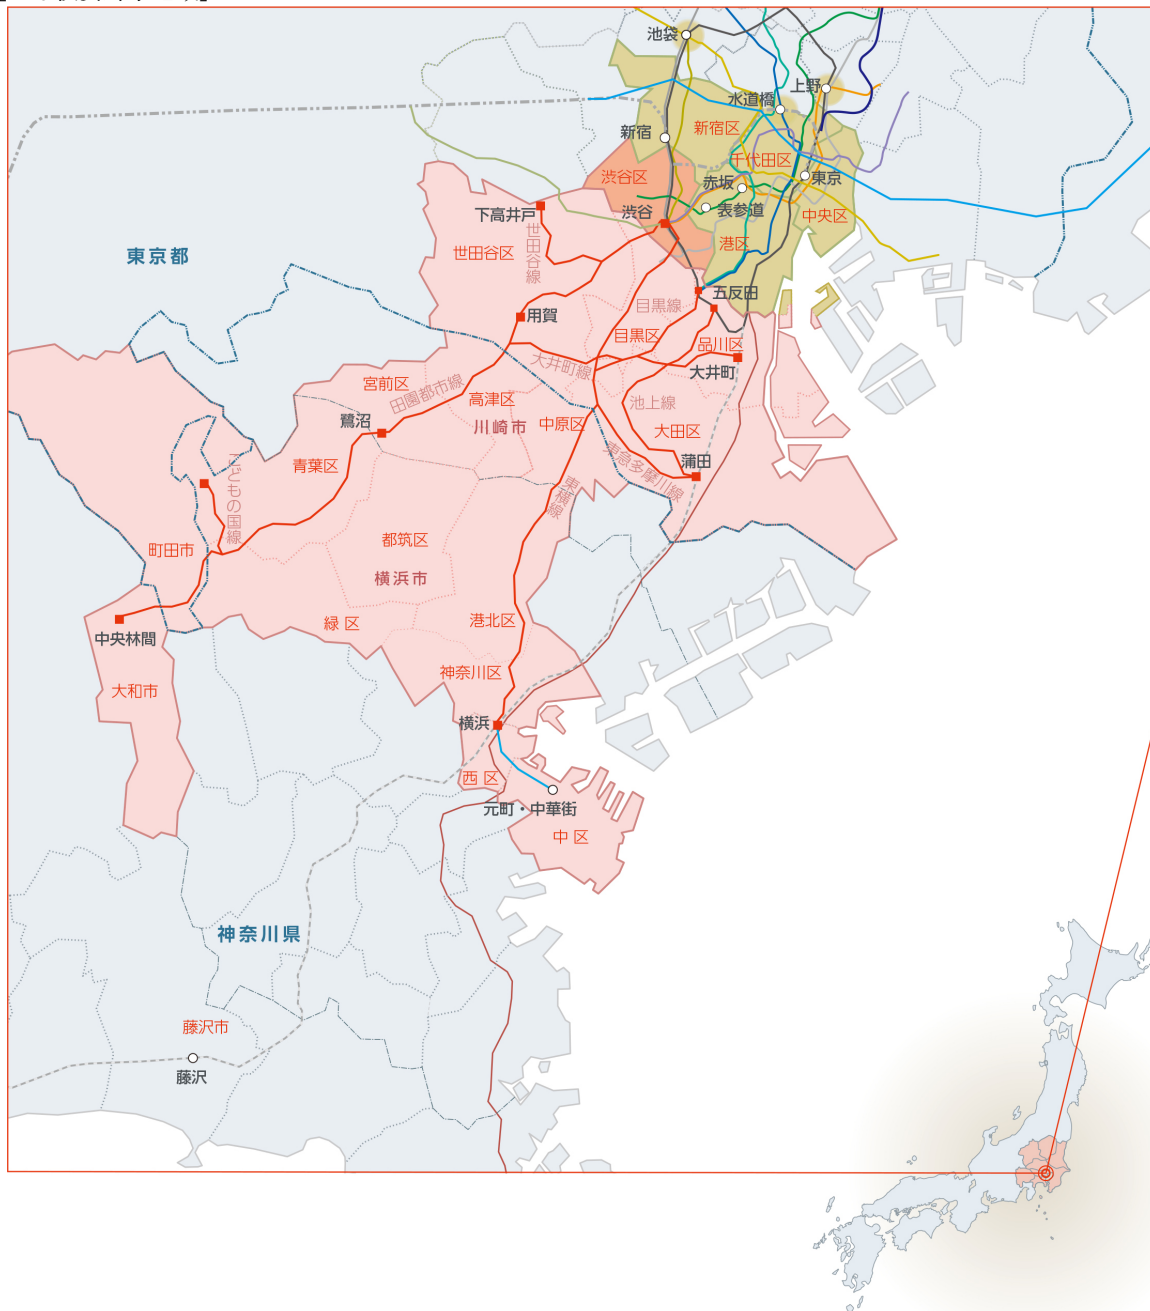 池袋
上野
水道橋
新宿
新宿区
千代田区
渋谷区
赤坂
東京
下高井戸
渋谷
表参道
中央区
世田谷線
世田谷区
港区
東京都
五反田
目黒線
用賀
目黒区
品川区
大井町線
大井町
宮前区
田園都市線
高津区
池上線
鷺沼
川崎市
中原区
大田区
東急多摩川線
蒲田
青葉区
こどもの国線
東横線
都筑区
町田市
横浜市
緑区
港北区
中央林間
神奈川区
大和市
横浜
西区
元町・中華街
中区
神奈川県
藤沢市
藤沢